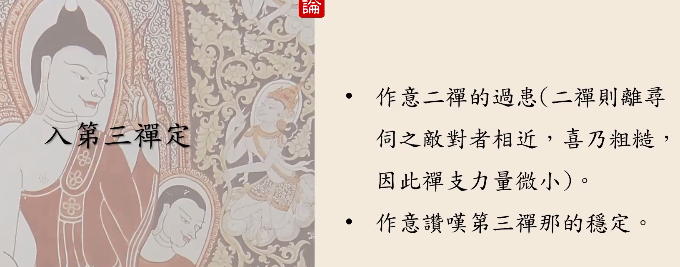 論
入第三禪定
• 作意二禪的過患(二禪則離尋
伺之敵對者相近，喜乃粗糙，
因此禪支力量微小)。
• 作意讚嘆第三禪那的穩定。